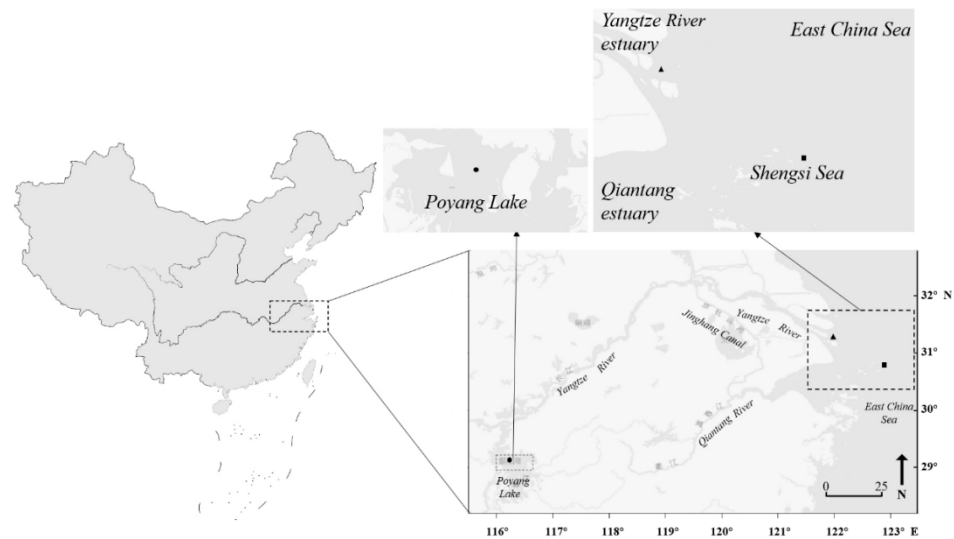 Yangtze River
estuary
East China Sea
Shengsi Sea
Qiantang
estuary
Poyang Lake
32° N
31°
30°
29°
Yangtze River
Jinghang Canal
Yangtze River
Qiantang River
East China
Sea
Poyang
Lake
0 25
N
116° 117° 118° 119° 120° 121° 122° 123° E